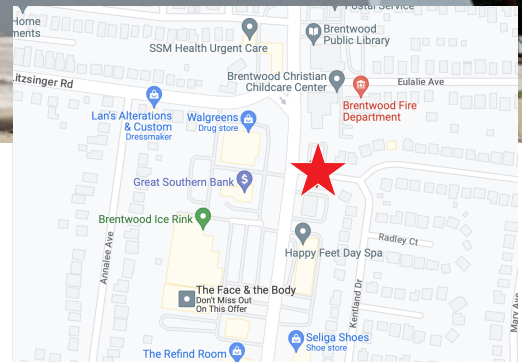 Postal Service
Home
ments
Brentwood
Public Library
SSM Health Urgent Care
Litzsinger Rd
Brentwood Christian
Childcare Center
Eulalie Ave
Brentwood Fire
Department
Lan's Alterations
& Custom
Dressmaker
Walgreens
Drug store
Great Southern Bank
$
Brentwood Ice Rink
Annalee Ave
Radley Ct
Happy Feet Day Spa
The Face & the Body
Don't Miss Out
On This Offer
Kentland Dr
Mary Ave
Seliga Shoes
Shoe store
The Refind Room